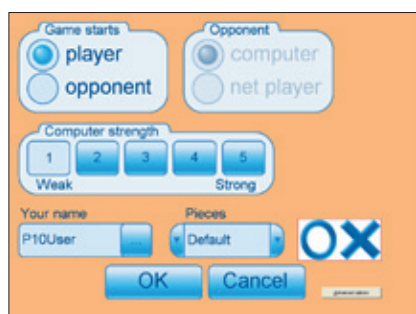 Game starts
player
opponent
Opponent
computer
net player
Computer strength
1 2 3 4 5
Weak Strong
Your name
P10User ...
Pieces
Default
OX
OK Cancel